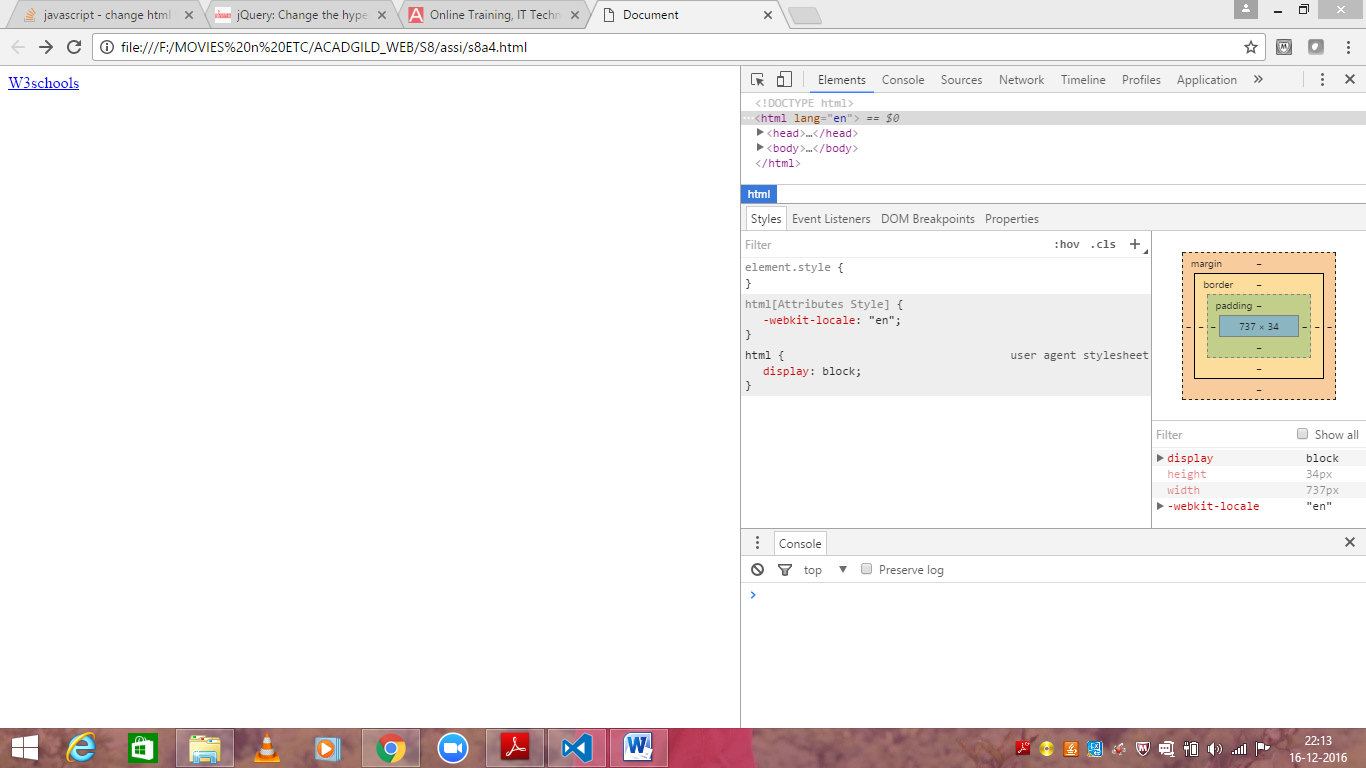 javascript - change html
jQuery: Change the hype
Online Training, IT Techn
Document
file:///F:/MOVIES%20n%20ETC/ACADGILD_WEB/S8/assi/s8a4.html
W3schools
Elements Console Sources Network Timeline Profiles Application »
<!DOCTYPE html>
…<html lang="en"> == $0
▶<head>…</head>
▶<body>…</body>
</html>
html
Styles Event Listeners DOM Breakpoints Properties
Filter :hov .cls +
element.style {
}
html[Attributes Style] {
-webkit-locale: "en";
}
html { user agent stylesheet
display: block;
}
margin –
border –
padding –
– – – 737 × 34 – – –
–
–
–
Filter Show all
display block
height 34px
width 737px
-webkit-locale "en"
Console
top ▼ Preserve log
>
22:13
16-12-2016